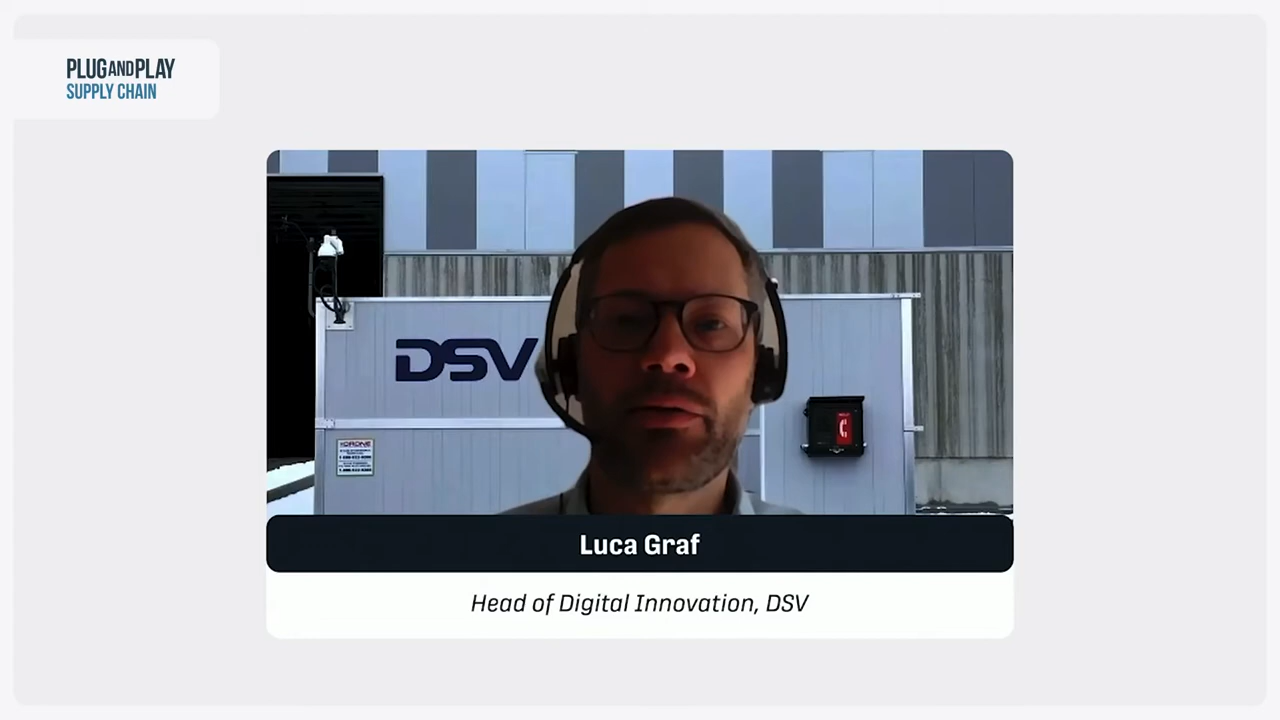 PLUGANDPLAY
SUPPLY CHAIN
DSV
Luca Graf
Head of Digital Innovation, DSV